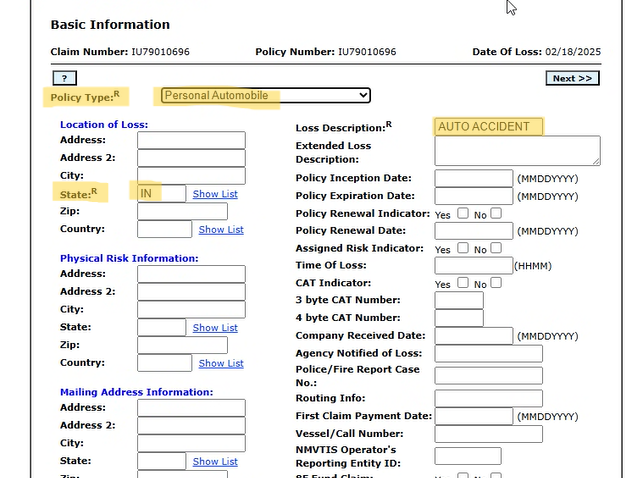 Basic Information
Claim Number: IU79010696 Policy Number: IU79010696 Date Of Loss: 02/18/2025
? Next >>
Policy Type:R Personal Automobile
Location of Loss:
Address:
Address 2:
City:
State:R IN Show List
Zip:
Country: Show List
Physical Risk Information:
Address:
Address 2:
City:
State: Show List
Zip:
Country: Show List
Mailing Address Information:
Address:
Address 2:
City:
State: Show List
Zip:
Loss Description:R AUTO ACCIDENT
Extended Loss
Description:
Policy Inception Date: (MMDDYYYY)
Policy Expiration Date: (MMDDYYYY)
Policy Renewal Indicator: Yes No
Policy Renewal Date: (MMDDYYYY)
Assigned Risk Indicator: Yes No
Time Of Loss: (HHMM)
CAT Indicator: Yes No
3 byte CAT Number:
4 byte CAT Number:
Company Received Date: (MMDDYYYY)
Agency Notified of Loss:
Police/Fire Report Case
No.:
Routing Info:
First Claim Payment Date: (MMDDYYYY)
Vessel/Call Number:
NMVTIS Operator's
Reporting Entity ID:
Fund Claim: Yes No